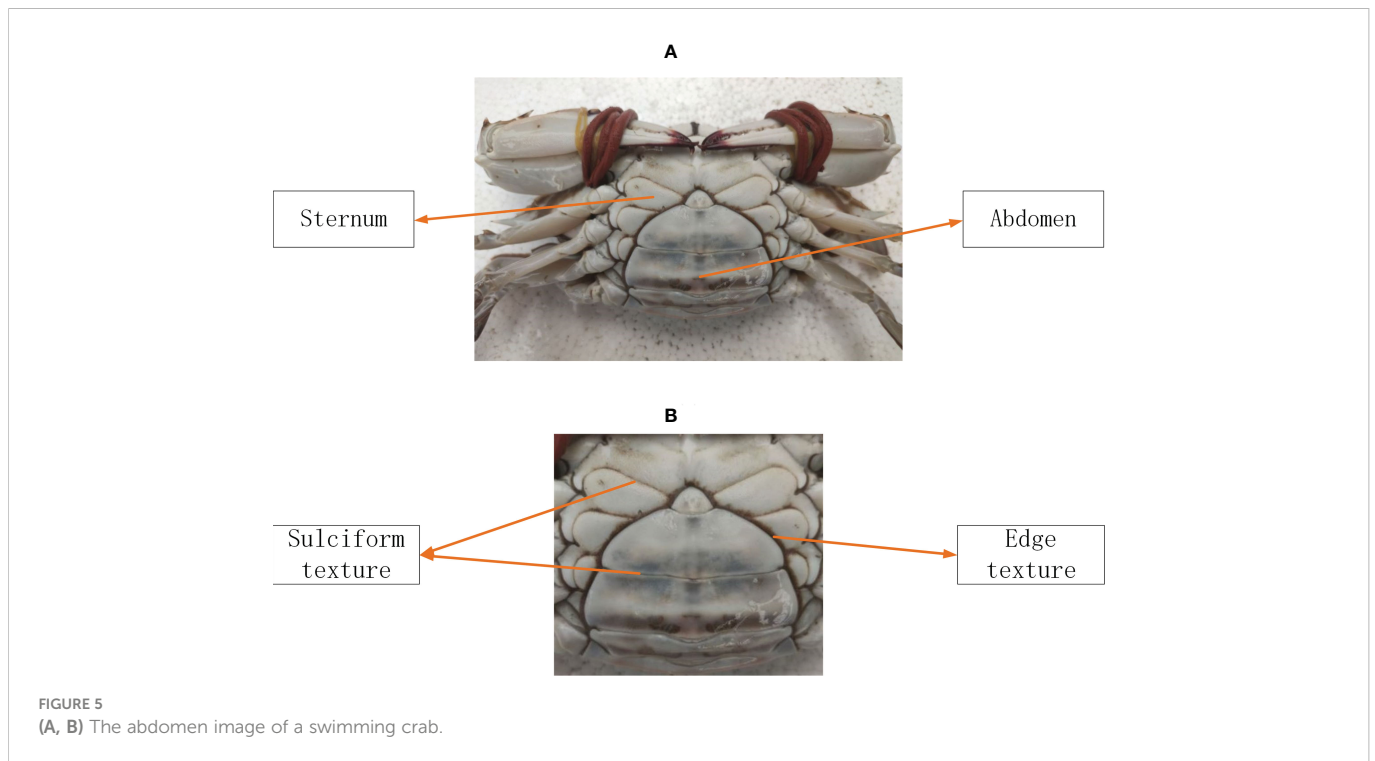 A
Sternum
Abdomen
B
Sulciform
texture
Edge
texture
FIGURE 5
(A, B) The abdomen image of a swimming crab.